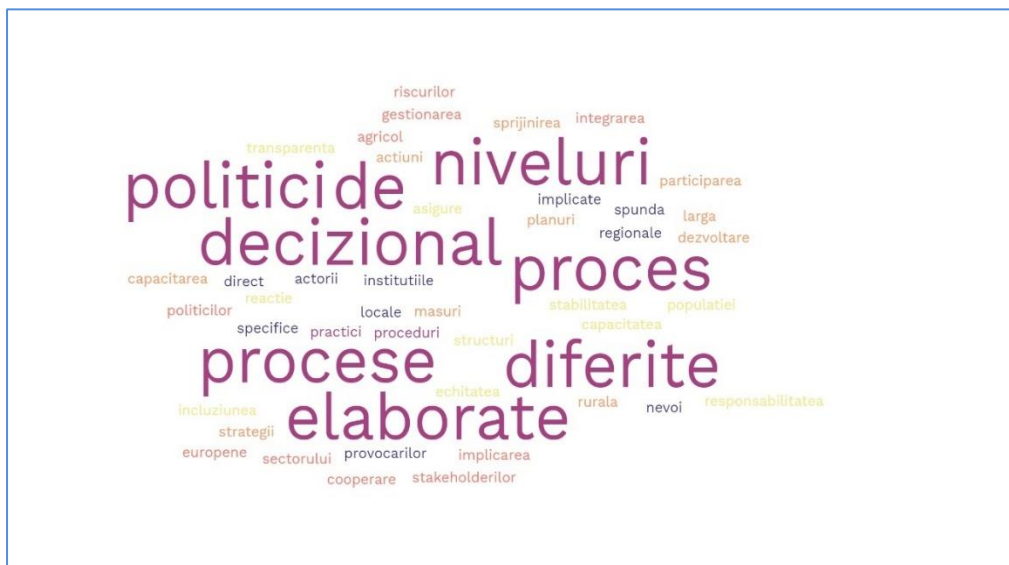 riscurilor
gestionarea
sprijinirea integrarea
agricol
transparenta actiuni niveluri
politici de participarea
implicate spunda
asigure planuri larga
decizional regionale dezvoltare
proces
capacitarea direct actorii institutiile
reactie stabilitatea populatiei
politicilor locale masuri
capacitatea
specifice practici proceduri structuri
procese diferite
echitatea
incluziunea elaborate rurala nevoi responsabilitatea
strategii
europene sectorului provocarilor implicarea
cooperare stakeholderilor